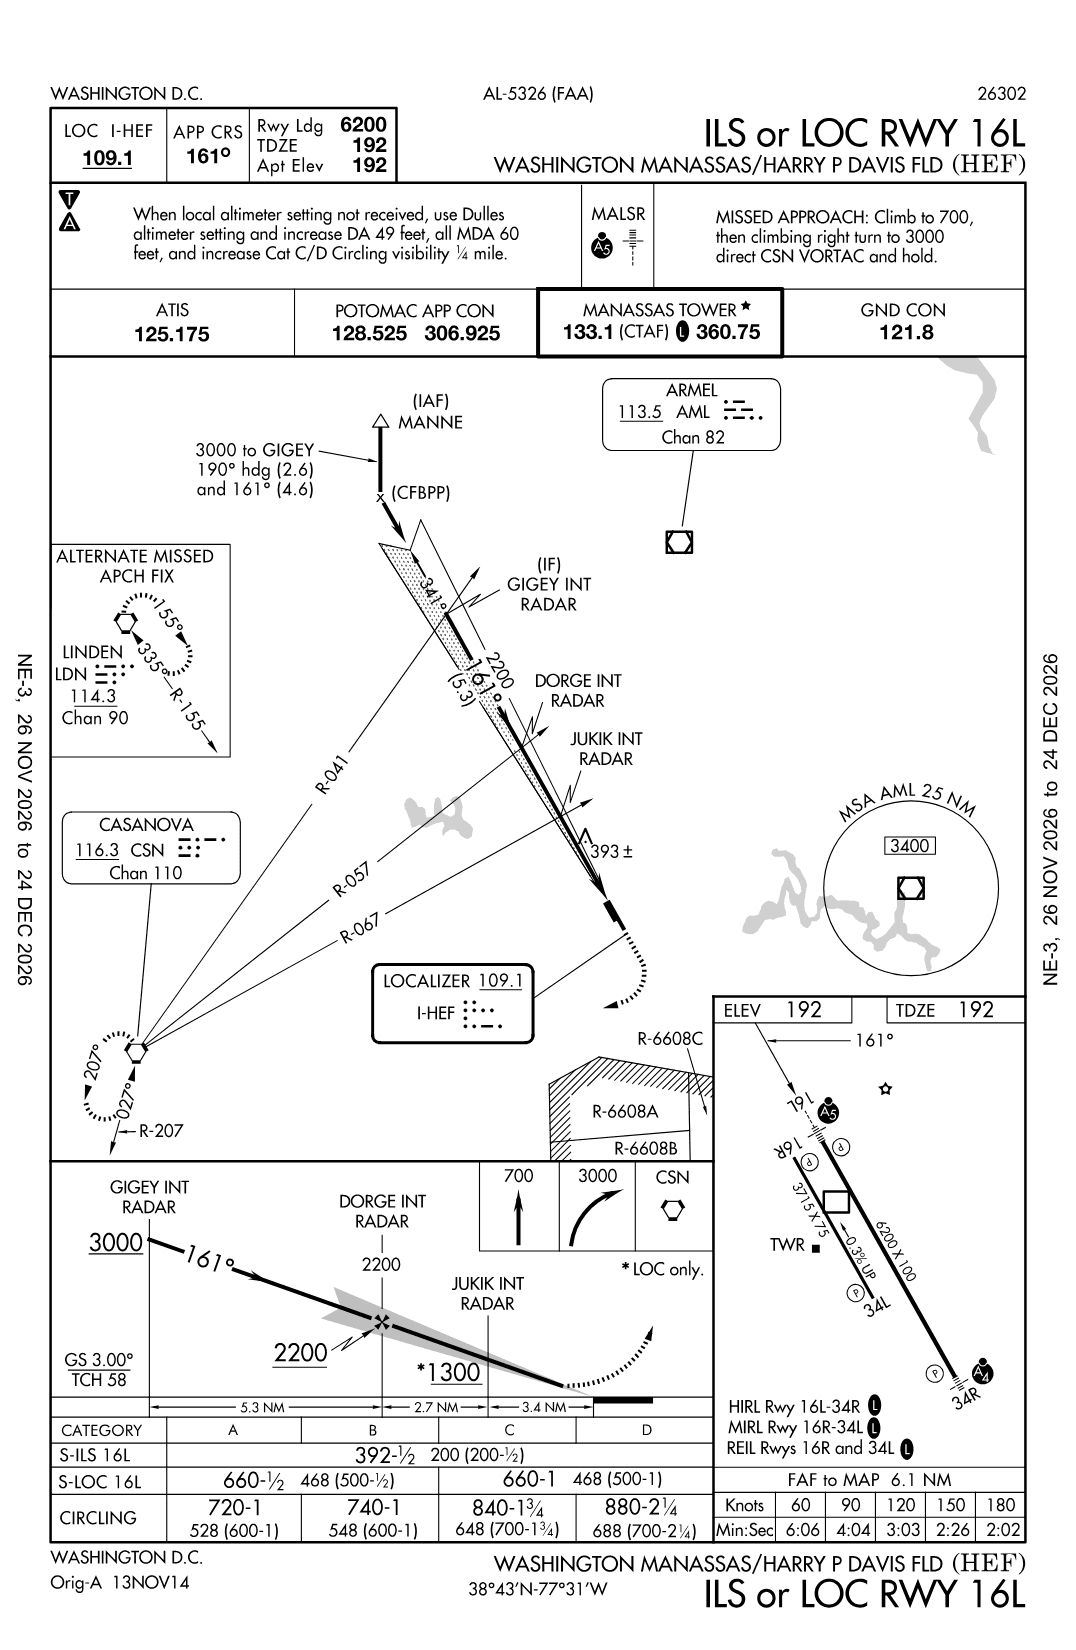 WASHINGTON D.C.
AL-5326 (FAA)
26302
LOC I-HEF
109.1
APP CRS
161°
Rwy Ldg 6200
TDZE 192
Apt Elev 192
ILS or LOC RWY 16L
WASHINGTON MANASSAS/HARRY P DAVIS FLD (HEF)
T
A
When local altimeter setting not received, use Dulles
altimeter setting and increase DA 49 feet, all MDA 60
feet, and increase Cat C/D Circling visibility ¼ mile.
MALSR
A5
MISSED APPROACH: Climb to 700,
then climbing right turn to 3000
direct CSN VORTAC and hold.
ATIS
125.175
POTOMAC APP CON
128.525 306.925
MANASSAS TOWER ★
133.1 (CTAF) L 360.75
GND CON
121.8
(IAF)
MANNE
3000 to GIGEY
190° hdg (2.6)
and 161° (4.6)
x (CFBPP)
ARMEL
113.5 AML
Chan 82
ALTERNATE MISSED
APCH FIX
155°
335°
LINDEN
LDN
114.3
Chan 90
R-155
341°
(IF)
GIGEY INT
RADAR
2200
161°
(5.3)
DORGE INT
RADAR
JUKIK INT
RADAR
R-041
R-057
R-067
393 ±
CASANOVA
116.3 CSN
Chan 110
MSA AML 25 NM
3400
LOCALIZER 109.1
I-HEF
207°
027°
R-207
R-6608C
R-6608A
R-6608B
NE-3, 26 NOV 2026 to 24 DEC 2026
NE-3, 26 NOV 2026 to 24 DEC 2026
ELEV 192
TDZE 192
161°
16L
A5
16R
P
P
3715 X 75
6200 X 100
TWR
0.3% UP
P
34L
P
A4
34R
HIRL Rwy 16L-34R L
MIRL Rwy 16R-34L L
REIL Rwys 16R and 34L L
GIGEY INT
RADAR
3000
161°
DORGE INT
RADAR
2200
2200
JUKIK INT
RADAR
*1300
700
3000
CSN
* LOC only.
GS 3.00°
TCH 58
5.3 NM
2.7 NM
3.4 NM
CATEGORY A B C D
S-ILS 16L 392-½ 200 (200-½)
S-LOC 16L 660-½ 468 (500-½) 660-1 468 (500-1)
CIRCLING
720-1
528 (600-1)
740-1
548 (600-1)
840-1¾
648 (700-1¾)
880-2¼
688 (700-2¼)
FAF to MAP 6.1 NM
Knots 60 90 120 150 180
Min:Sec 6:06 4:04 3:03 2:26 2:02
WASHINGTON D.C.
Orig-A 13NOV14
38°43'N-77°31'W
WASHINGTON MANASSAS/HARRY P DAVIS FLD (HEF)
ILS or LOC RWY 16L